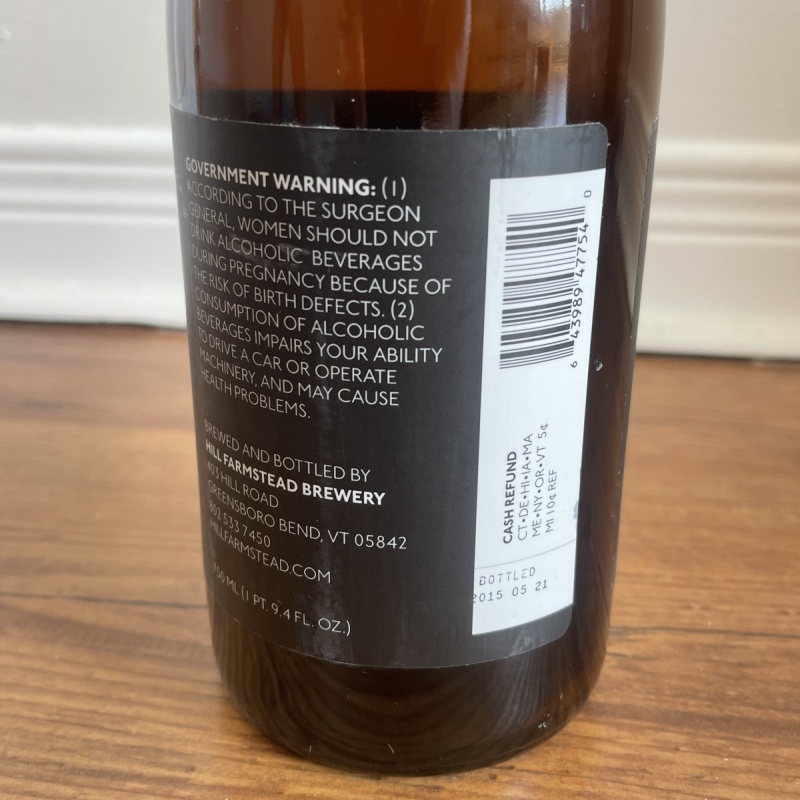 GOVERNMENT WARNING: (1)
ACCORDING TO THE SURGEON
GENERAL, WOMEN SHOULD NOT
DRINK ALCOHOLIC BEVERAGES
DURING PREGNANCY BECAUSE OF
THE RISK OF BIRTH DEFECTS. (2)
CONSUMPTION OF ALCOHOLIC
BEVERAGES IMPAIRS YOUR ABILITY
TO DRIVE A CAR OR OPERATE
MACHINERY, AND MAY CAUSE
HEALTH PROBLEMS.
BREWED AND BOTTLED BY
HILL FARMSTEAD BREWERY
403 HILL ROAD
GREENSBORO BEND, VT 05842
802 533 7450
HILLFARMSTEAD.COM
750 ML (1 PT. 9.4 FL. OZ.)
6 43989 47754 0
CASH REFUND
CT•DE•HI•IA•MA
ME•NY•OR•VT 5¢
MI 10¢ REF
BOTTLED
2015 05 21